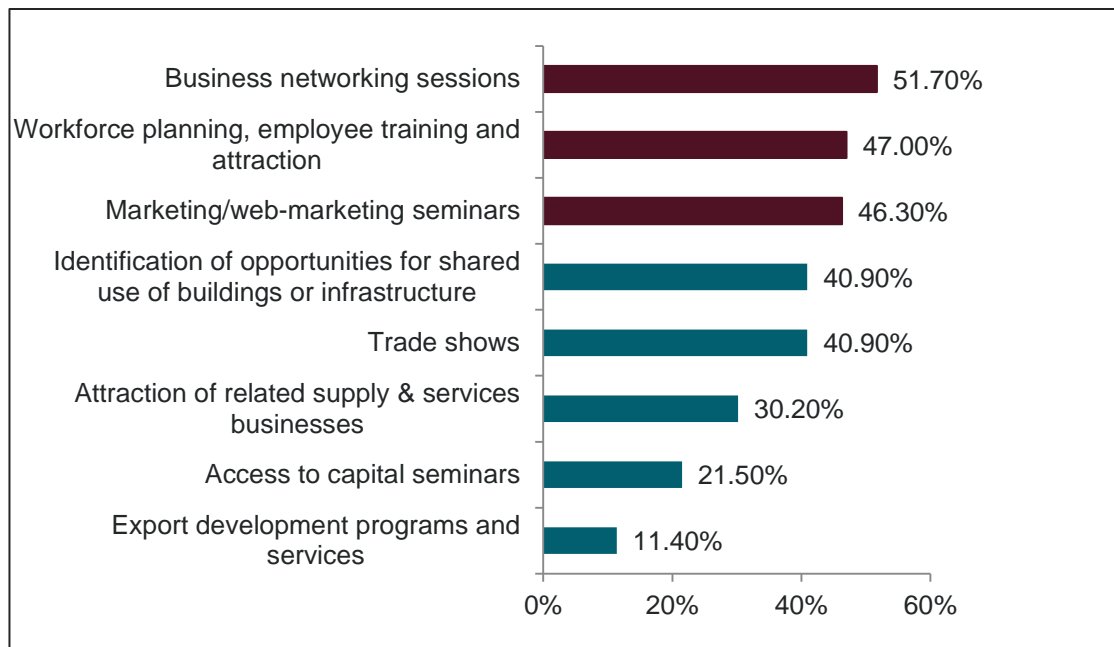 Business networking sessions
51.70%
Workforce planning, employee training and
attraction
47.00%
Marketing/web-marketing seminars
46.30%
Identification of opportunities for shared
use of buildings or infrastructure
40.90%
Trade shows
40.90%
Attraction of related supply & services
businesses
30.20%
Access to capital seminars
21.50%
Export development programs and
services
11.40%
0%
20%
40%
60%